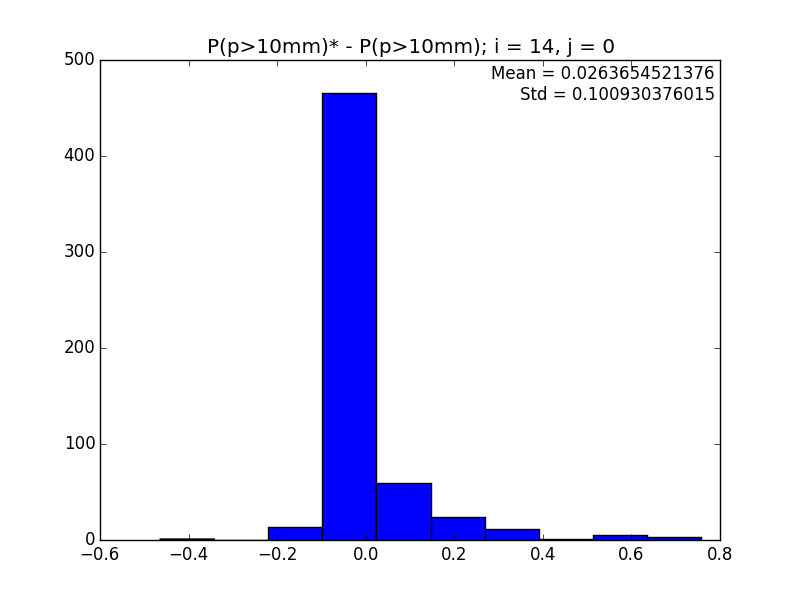 P(p>10mm)* - P(p>10mm); i = 14, j = 0
Mean = 0.0263654521376
Std = 0.100930376015
500
400
300
200
100
0
−0.6 −0.4 −0.2 0.0 0.2 0.4 0.6 0.8